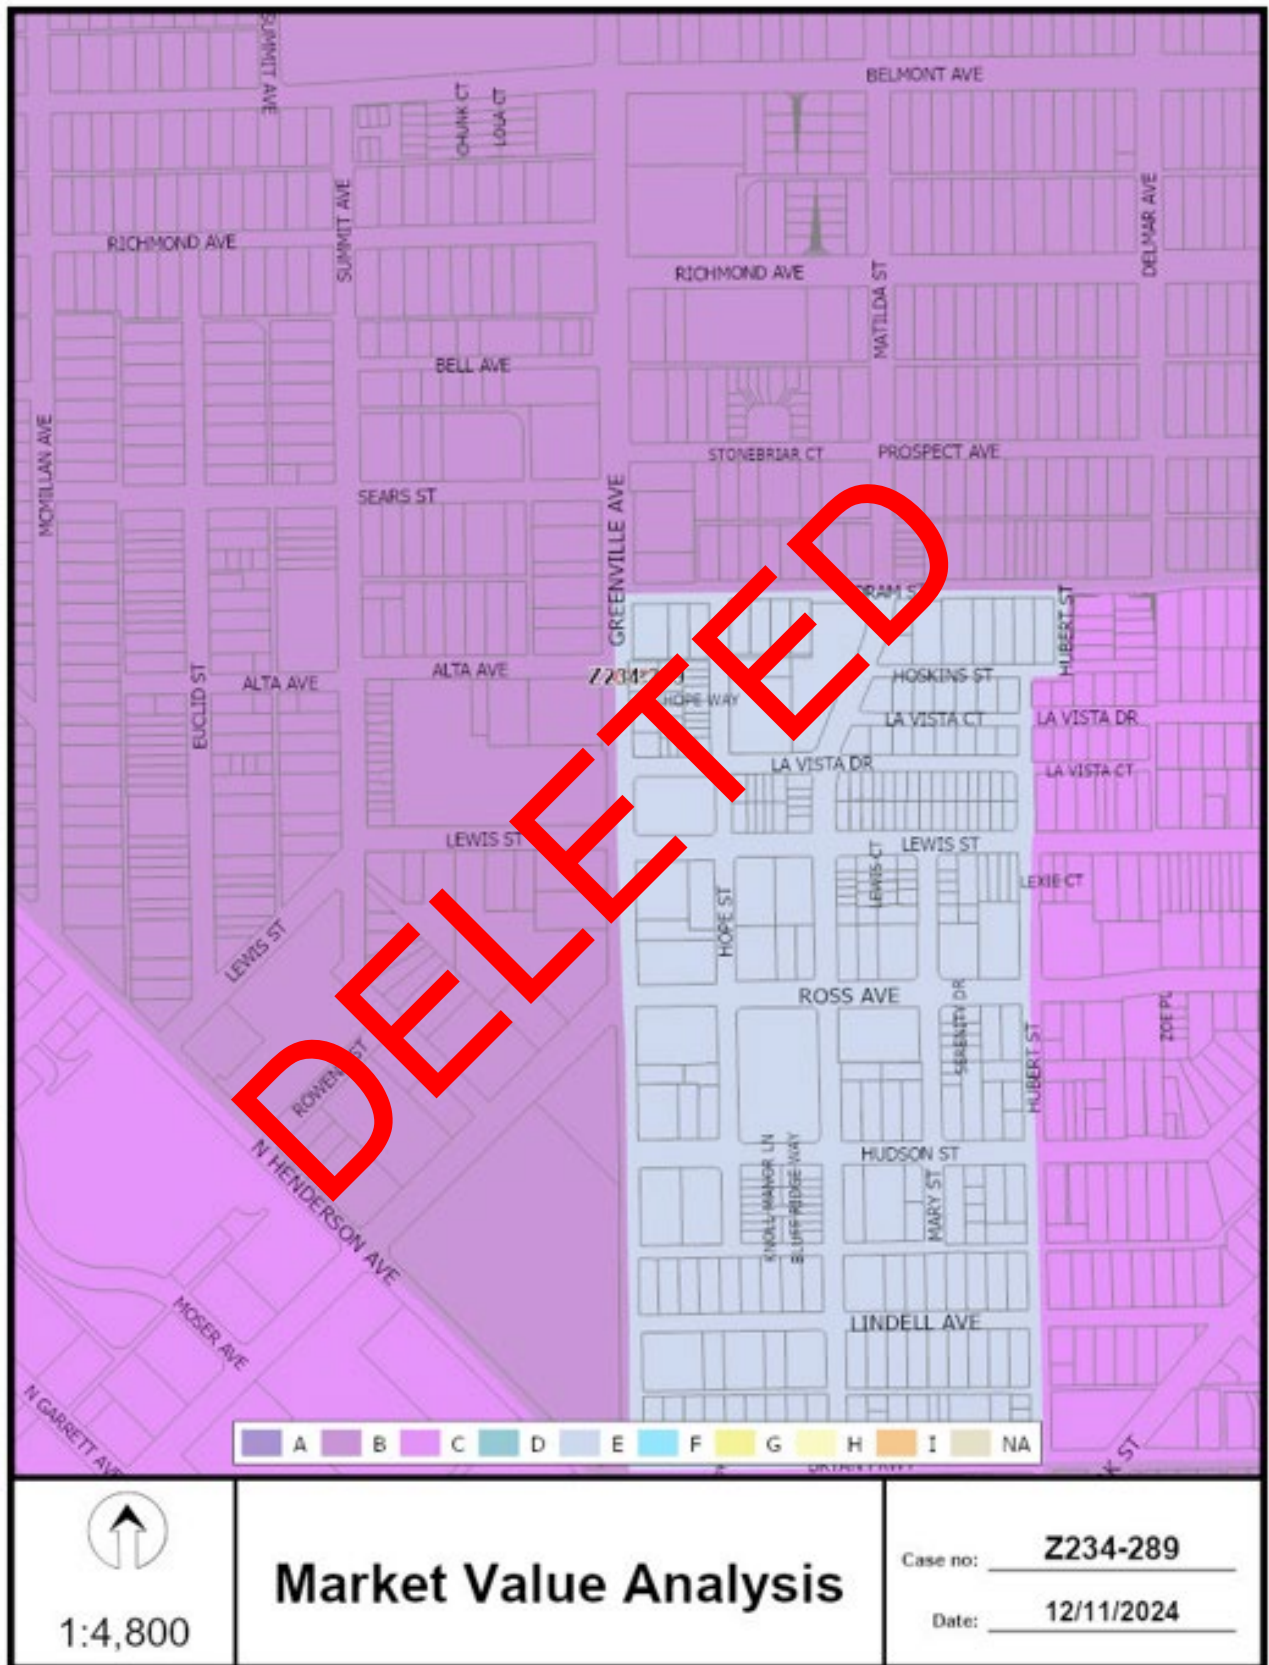 SUMMIT AVE
BELMONT AVE
CHUNK CT
LOLA CT
SUMMIT AVE
DELMAR AVE
RICHMOND AVE
RICHMOND AVE
MATILDA ST
BELL AVE
MCMILLAN AVE
STONEBRIAR CT
PROSPECT AVE
SEARS ST
GREENVILLE AVE
ORAM ST
HUBERT ST
EUCLID ST
ALTA AVE
ALTA AVE
HOPE WAY
HOSKINS ST
LA VISTA CT
LA VISTA DR
LA VISTA DR
LA VISTA CT
LEWIS ST
LEWIS ST
LEWIS CT
LEXIE CT
HOPE ST
LEWIS ST
ROSS AVE
SERENITY DR
ZOE PL
HUBERT ST
DELETED
N HENDERSON AVE
KNOLL MANOR LN
BLUFF RIDGE WAY
HUDSON ST
MARY ST
MOSER AVE
LINDELL AVE
N GARRETT AVE
A B C D E F G H I NA
1:4,800
Market Value Analysis
Case no: Z234-289
Date: 12/11/2024